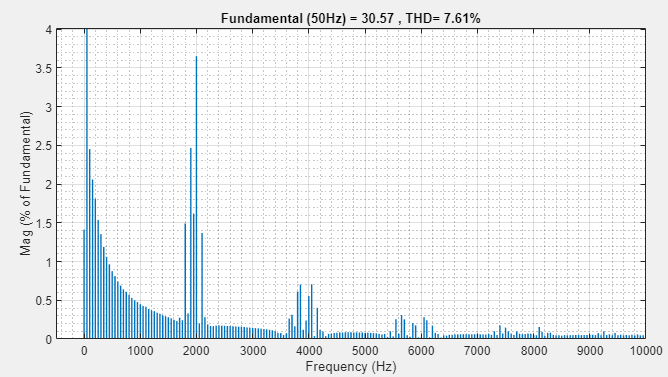 Fundamental (50Hz) = 30.57 , THD= 7.61%
4
3.5
3
2.5
2
1.5
1
0.5
0
Mag (% of Fundamental)
0 1000 2000 3000 4000 5000 6000 7000 8000 9000 10000
Frequency (Hz)